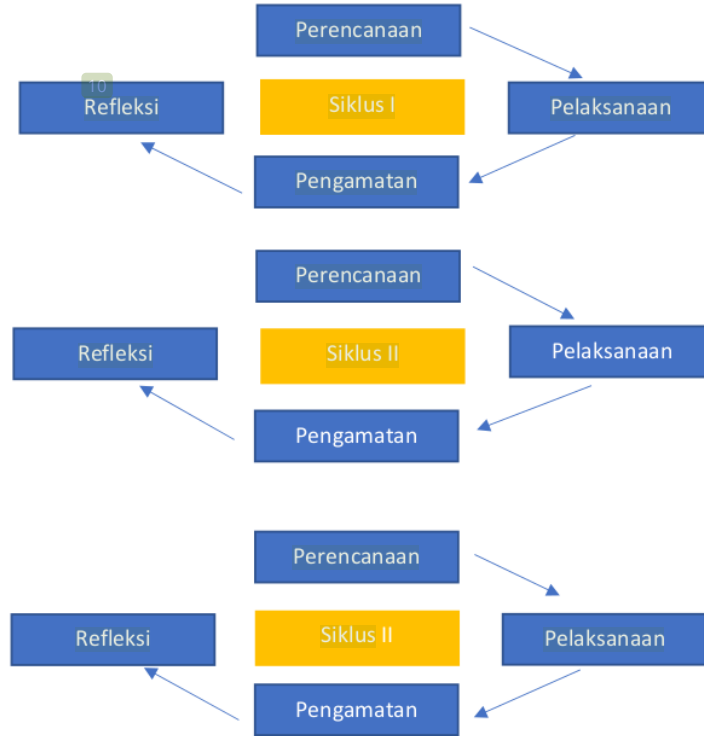 Perencanaan
10
Refleksi
Siklus I
Pelaksanaan
Pengamatan
Perencanaan
Refleksi
Siklus II
Pelaksanaan
Pengamatan
Perencanaan
Refleksi
Siklus II
Pelaksanaan
Pengamatan